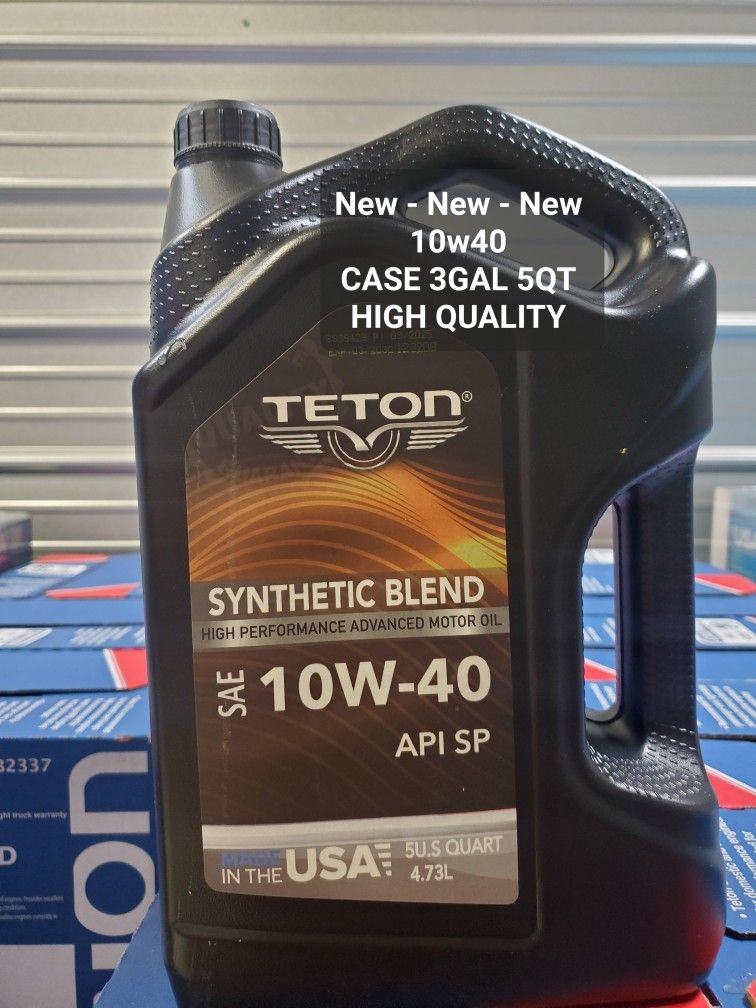 New - New - New
10w40
CASE 3GAL 5QT
HIGH QUALITY
TETON®
SYNTHETIC BLEND
HIGH PERFORMANCE ADVANCED MOTOR OIL
SAE 10W-40
API SP
MADE
IN THE USA
5U.S QUART
4.73L
32337
ght truck warranty